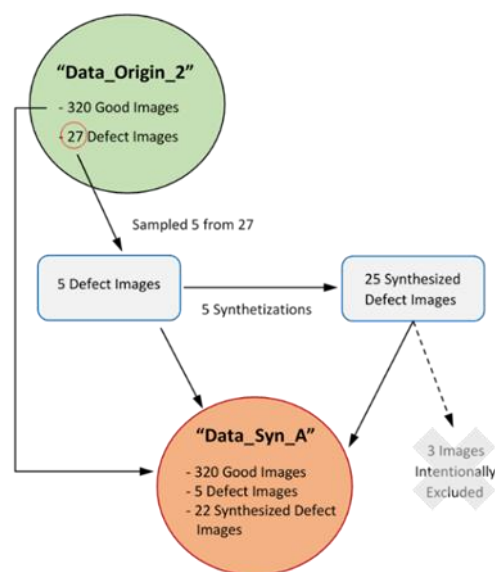 “Data_Origin_2”
- 320 Good Images
- 27 Defect Images
Sampled 5 from 27
5 Defect Images
5 Synthetizations
25 Synthesized
Defect Images
“Data_Syn_A”
- 320 Good Images
- 5 Defect Images
- 22 Synthesized Defect
Images
3 Images
Intentionally
Excluded